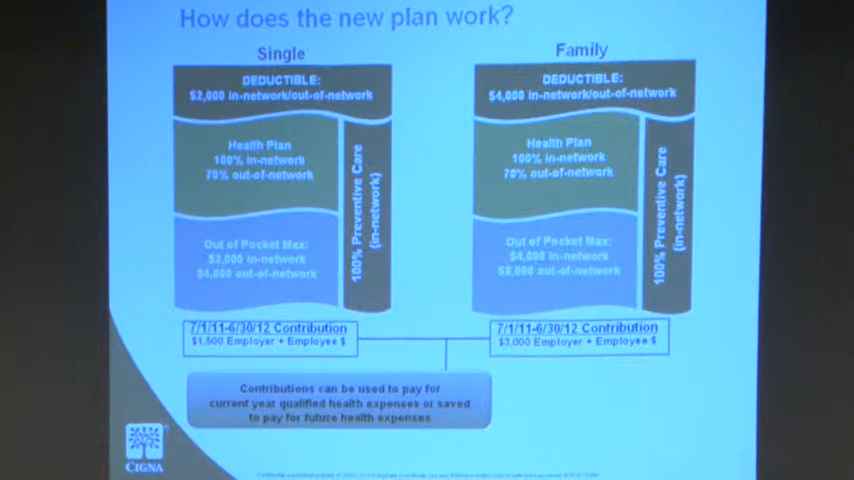 How does the new plan work?
Single
DEDUCTIBLE:
$2,000 in-network/out-of-network
Health Plan
100% in-network
70% out-of-network
100% Preventive Care
(in-network)
Out of Pocket Max:
$2,000 in-network
$4,000 out-of-network
7/1/11-6/30/12 Contribution
$1,500 Employer + Employee $
Family
DEDUCTIBLE:
$4,000 in-network/out-of-network
Health Plan
100% in-network
70% out-of-network
100% Preventive Care
(in-network)
Out of Pocket Max:
$4,000 in-network
$8,000 out-of-network
7/1/11-6/30/12 Contribution
$3,000 Employer + Employee $
Contributions can be used to pay for
current year qualified health expenses or saved
to pay for future health expenses
CIGNA